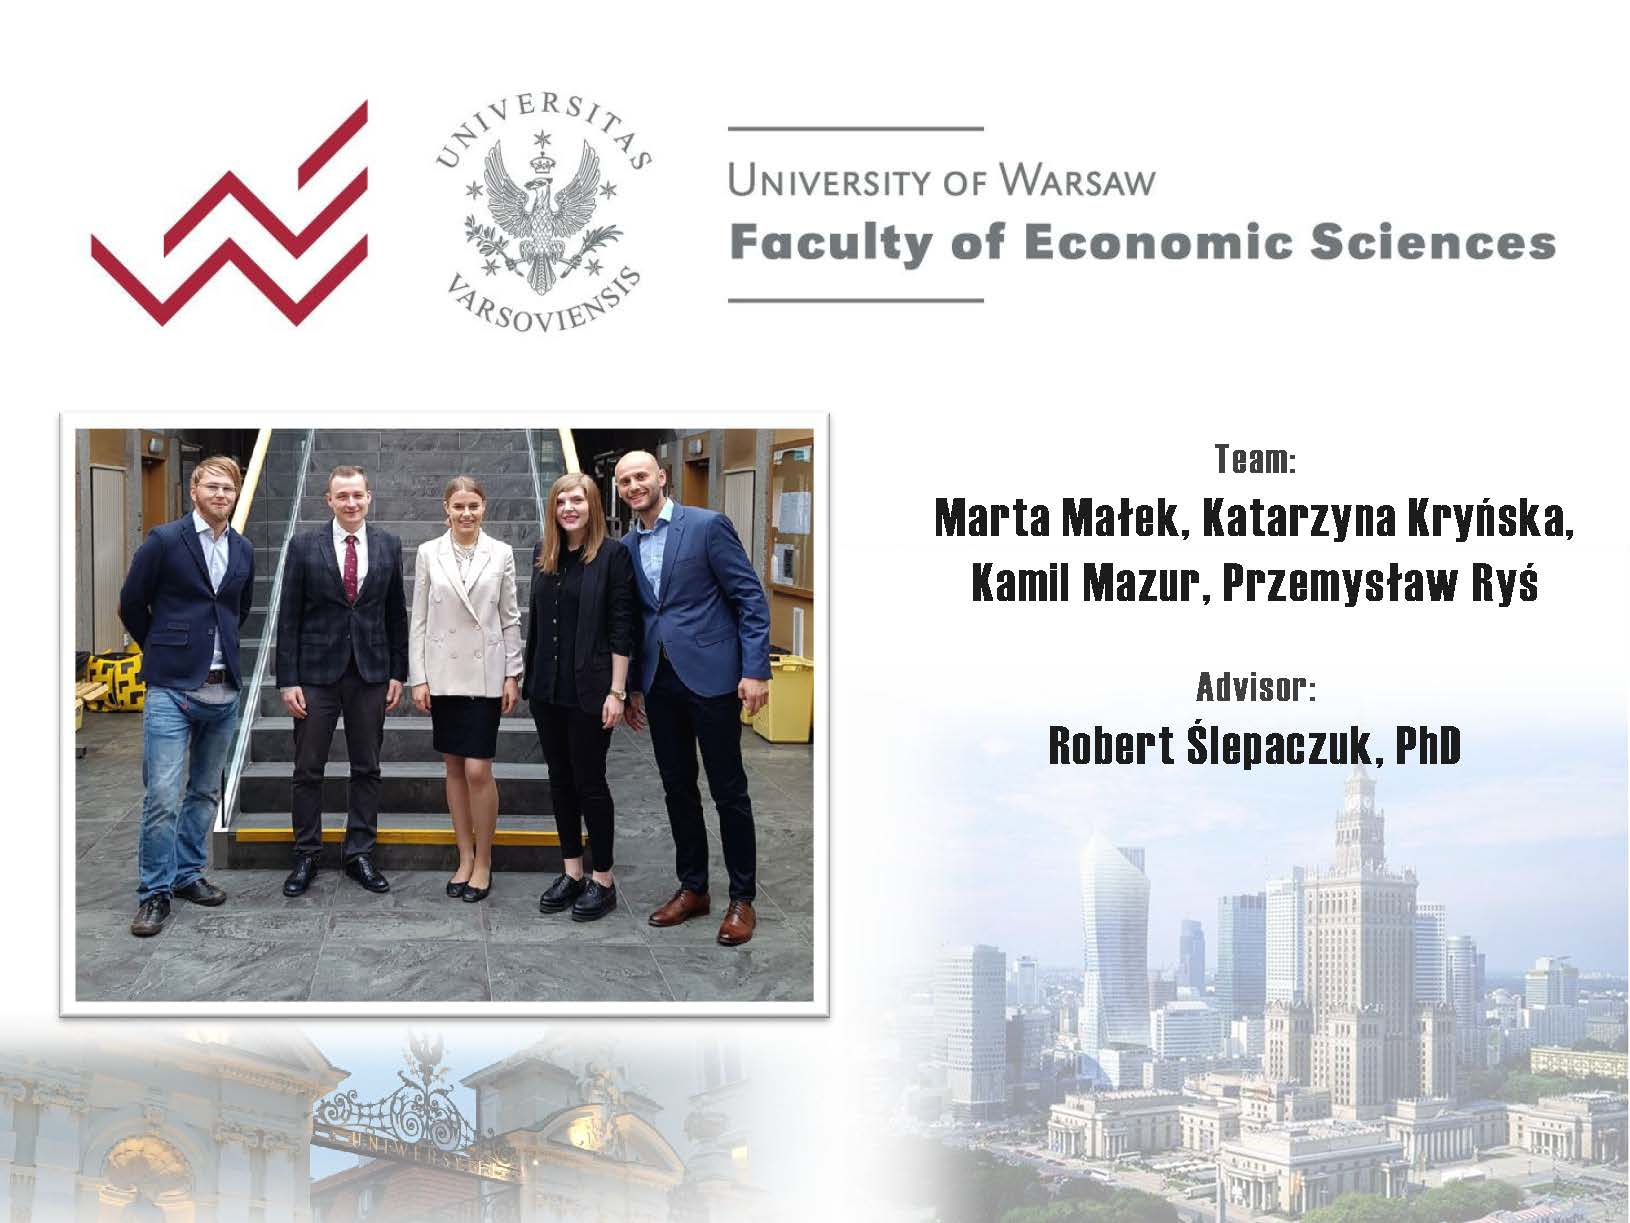 UNIVERSITAS
VARSOVIENSIS
UNIVERSITY OF WARSAW
Faculty of Economic Sciences
Team:
Marta Małek, Katarzyna Kryńska,
Kamil Mazur, Przemysław Ryś
Advisor:
Robert Ślepaczuk, PhD